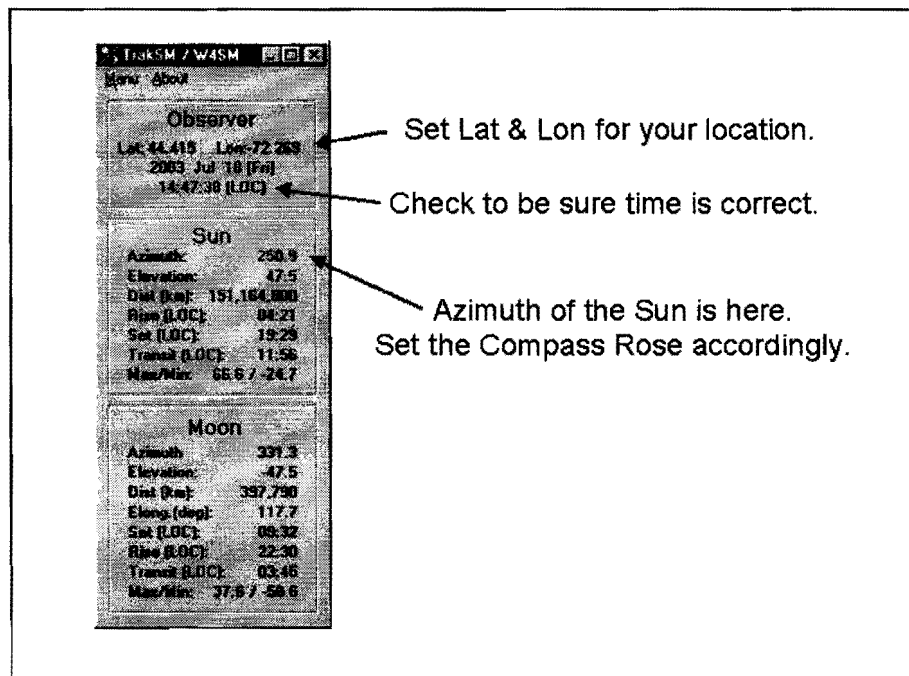 TrakSM / W4SM
Menu About
Observer
Lat: 44.415 Lon:-72.269
2003 Jul 18 [Fri]
14:47:38 [LOC]
Sun
Azimuth: 250.9
Elevation: 47.5
Dist [km]: 151,164,800
Rise [LOC]: 04:21
Set [LOC]: 19:29
Transit [LOC]: 11:56
Max/Min: 66.6 / -24.7
Moon
Azimuth 331.3
Elevation: -47.5
Dist [km]: 397,790
Elong.[deg]: 117.7
Set [LOC]: 09:32
Rise [LOC]: 22:30
Transit [LOC]: 03:46
Max/Min:
Set Lat & Lon for your location.
Check to be sure time is correct.
Azimuth of the Sun is here.
Set the Compass Rose accordingly.